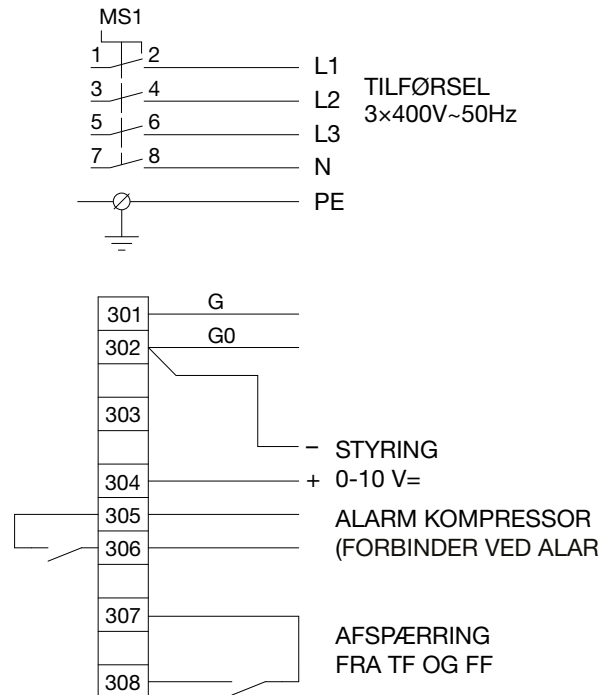 MS1
1 2 L1
3 4 L2
5 6 L3
7 8 N
PE
TILFØRSEL
3×400V~50Hz
301 G
302 G0
303
– STYRING
304 + 0-10 V=
305 ALARM KOMPRESSOR
306 (FORBINDER VED ALAR
307
AFSPÆRRING
FRA TF OG FF
308